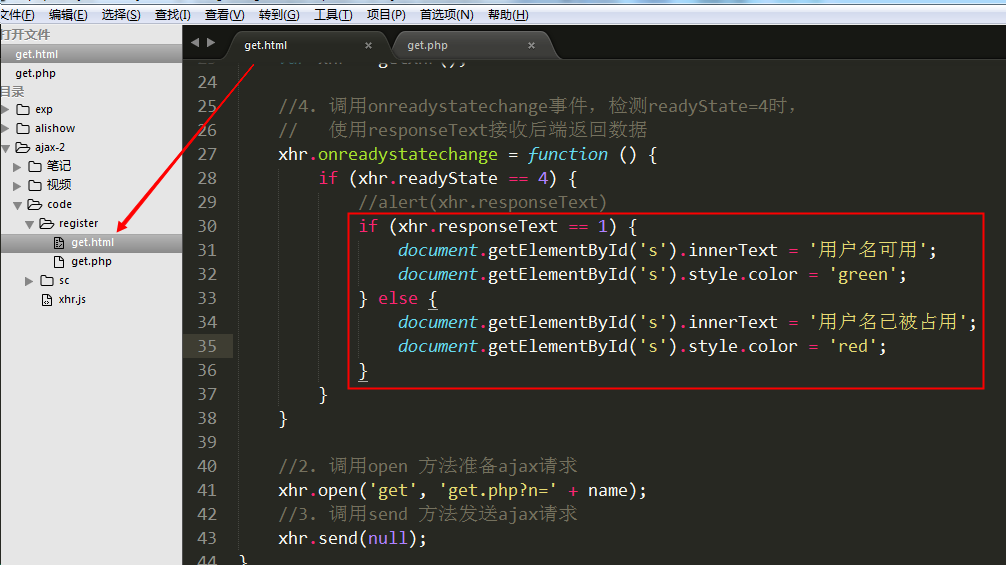 文件(F) 编辑(E) 选择(S) 查找(I) 查看(V) 转到(G) 工具(T) 项目(P) 首选项(N) 帮助(H)
打开文件
get.html
get.php
目录
exp
alishow
ajax-2
笔记
视频
code
register
get.html
get.php
sc
xhr.js
get.html × get.php ×
24
25 //4. 调用onreadystatechange事件，检测readyState=4时，
26 // 使用responseText接收后端返回数据
27 xhr.onreadystatechange = function () {
28 if (xhr.readyState == 4) {
29 //alert(xhr.responseText)
30 if (xhr.responseText == 1) {
31 document.getElementById('s').innerText = '用户名可用';
32 document.getElementById('s').style.color = 'green';
33 } else {
34 document.getElementById('s').innerText = '用户名已被占用';
35 document.getElementById('s').style.color = 'red';
36 }
37 }
38 }
39
40 //2. 调用open 方法准备ajax请求
41 xhr.open('get', 'get.php?n=' + name);
42 //3. 调用send 方法发送ajax请求
43 xhr.send(null);
44 }